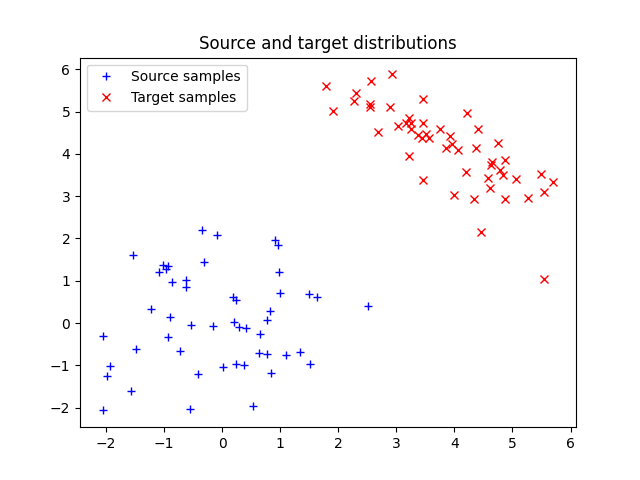 Source and target distributions
Source samples
Target samples
6
5
4
3
2
1
0
−1
−2
−2 −1 0 1 2 3 4 5 6